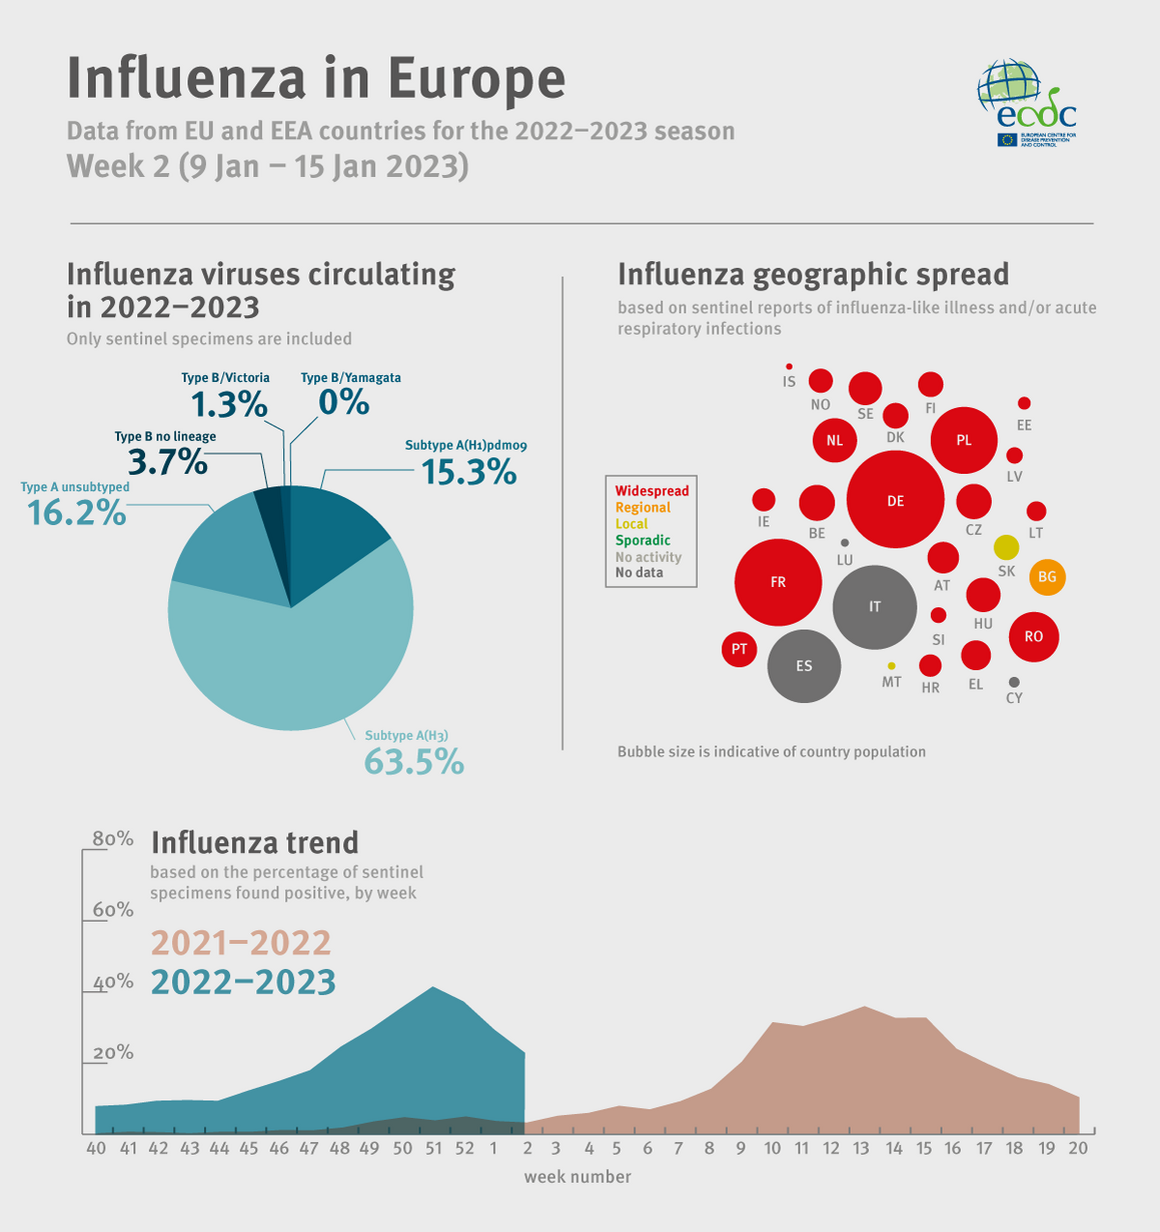 Influenza in Europe
Data from EU and EEA countries for the 2022–2023 season
Week 2 (9 Jan – 15 Jan 2023)
ecdc
EUROPEAN CENTRE FOR
DISEASE PREVENTION
AND CONTROL
Influenza viruses circulating
in 2022–2023
Only sentinel specimens are included
Type B/Victoria
1.3%
Type B/Yamagata
0%
Type B no lineage
3.7%
Subtype A(H1)pdm09
15.3%
Type A unsubtyped
16.2%
Subtype A(H3)
63.5%
Influenza geographic spread
based on sentinel reports of influenza-like illness and/or acute
respiratory infections
IS
NO
SE
FI
EE
DK
NL
PL
LV
Widespread
Regional
Local
Sporadic
No activity
No data
DE
IE
BE
CZ
LT
LU
AT
SK
BG
FR
IT
HU
SI
RO
PT
ES
MT
HR
EL
CY
Bubble size is indicative of country population
Influenza trend
based on the percentage of sentinel
specimens found positive, by week
2021–2022
2022–2023
80%
60%
40%
20%
40 41 42 43 44 45 46 47 48 49 50 51 52 1 2 3 4 5 6 7 8 9 10 11 12 13 14 15 16 17 18 19 20
week number